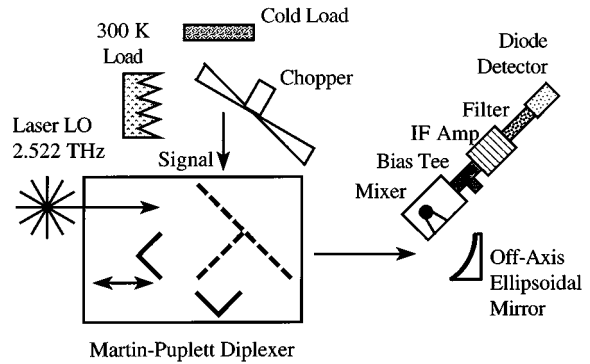 Cold Load
300 K
Load
Chopper
Diode
Detector
Filter
IF Amp
Bias Tee
Mixer
Laser LO
2.522 THz
Signal
Off-Axis
Ellipsoidal
Mirror
Martin-Puplett Diplexer